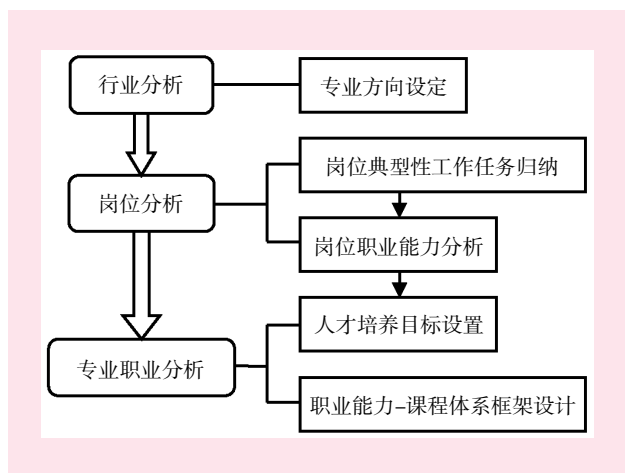 行业分析
专业方向设定
岗位典型性工作任务归纳
岗位分析
岗位职业能力分析
人才培养目标设置
专业职业分析
职业能力-课程体系框架设计